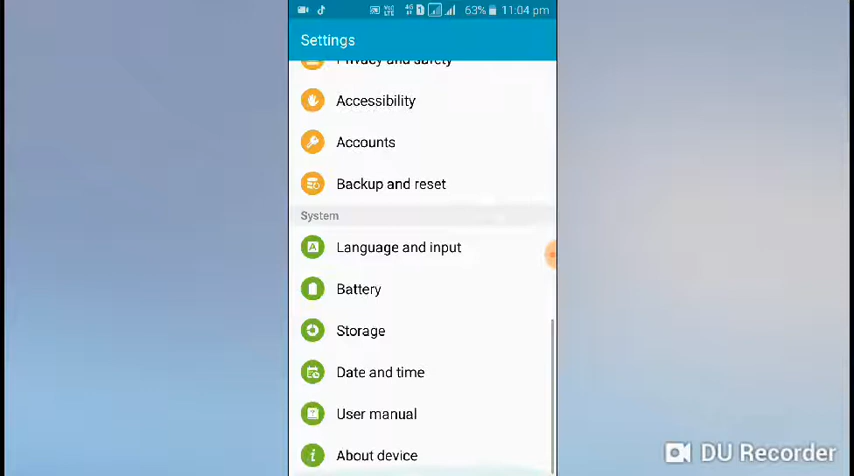 63% 11:04 pm
Settings
Privacy and safety
Accessibility
Accounts
Backup and reset
System
Language and input
Battery
Storage
Date and time
User manual
About device
DU Recorder